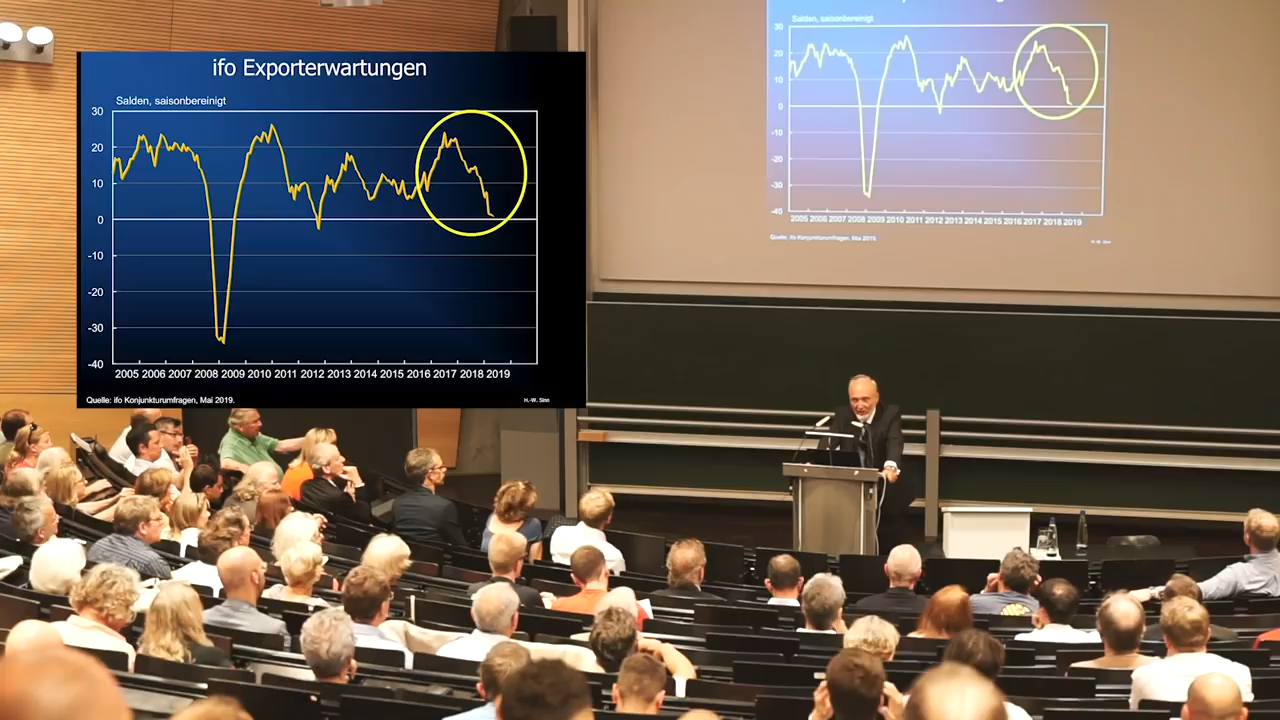 ifo Exporterwartungen
Salden, saisonbereinigt
30
20
10
0
-10
-20
-30
-40
2005 2006 2007 2008 2009 2010 2011 2012 2013 2014 2015 2016 2017 2018 2019
Quelle: ifo Konjunkturumfragen, Mai 2019.
H.-W. Sinn
Salden, saisonbereinigt
30
20
10
0
-10
-20
-30
-40
2005 2006 2007 2008 2009 2010 2011 2012 2013 2014 2015 2016 2017 2018 2019
Quelle: ifo Konjunkturumfragen, Mai 2019.
H.-W. Sinn